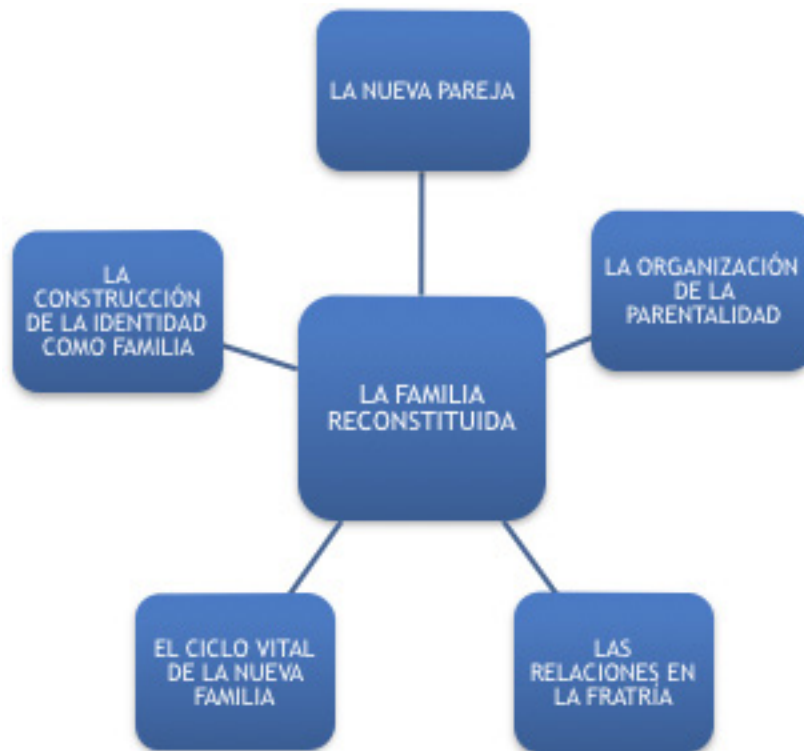 LA NUEVA PAREJA
LA ORGANIZACIÓN
DE LA
PARENTALIDAD
LA
CONSTRUCCIÓN
DE LA IDENTIDAD
COMO FAMILIA
LA FAMILIA
RECONSTITUIDA
EL CICLO VITAL
DE LA NUEVA
FAMILIA
LAS
RELACIONES EN
LA FRATRÍA